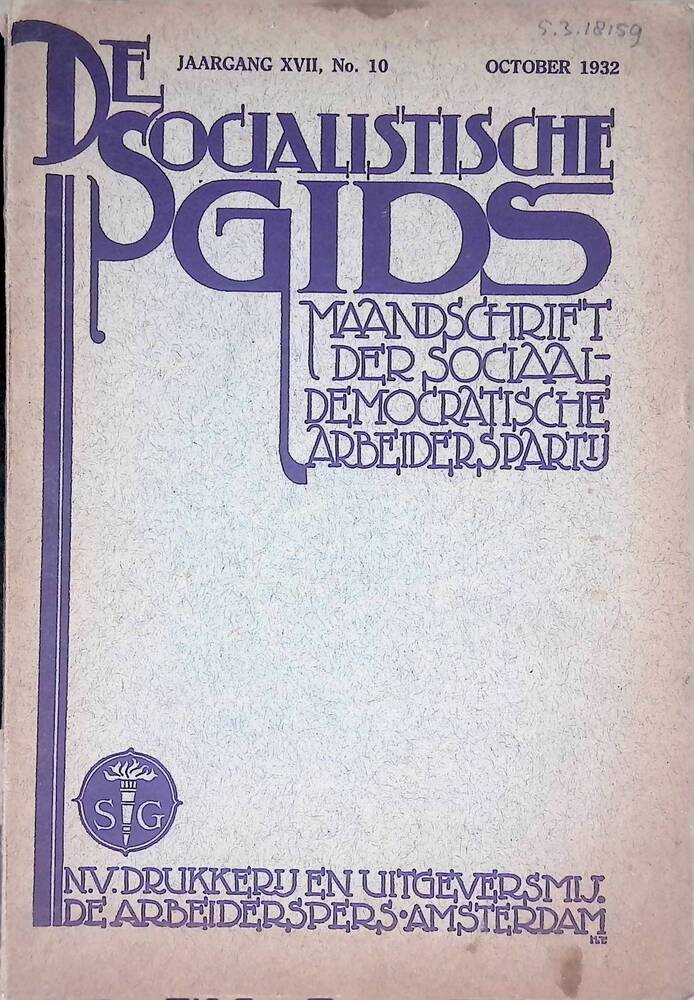 5.3.18159
JAARGANG XVII, No. 10
OCTOBER 1932
DE
SOCIALISTISCHE
GIDS
MAANDSCHRIFT
DER SOCIAAL-
DEMOCRATISCHE
ARBEIDERSPARTIJ
S G
N.V. DRUKKERIJ EN UITGEVERSMIJ.
DE ARBEIDERSPERS · AMSTERDAM